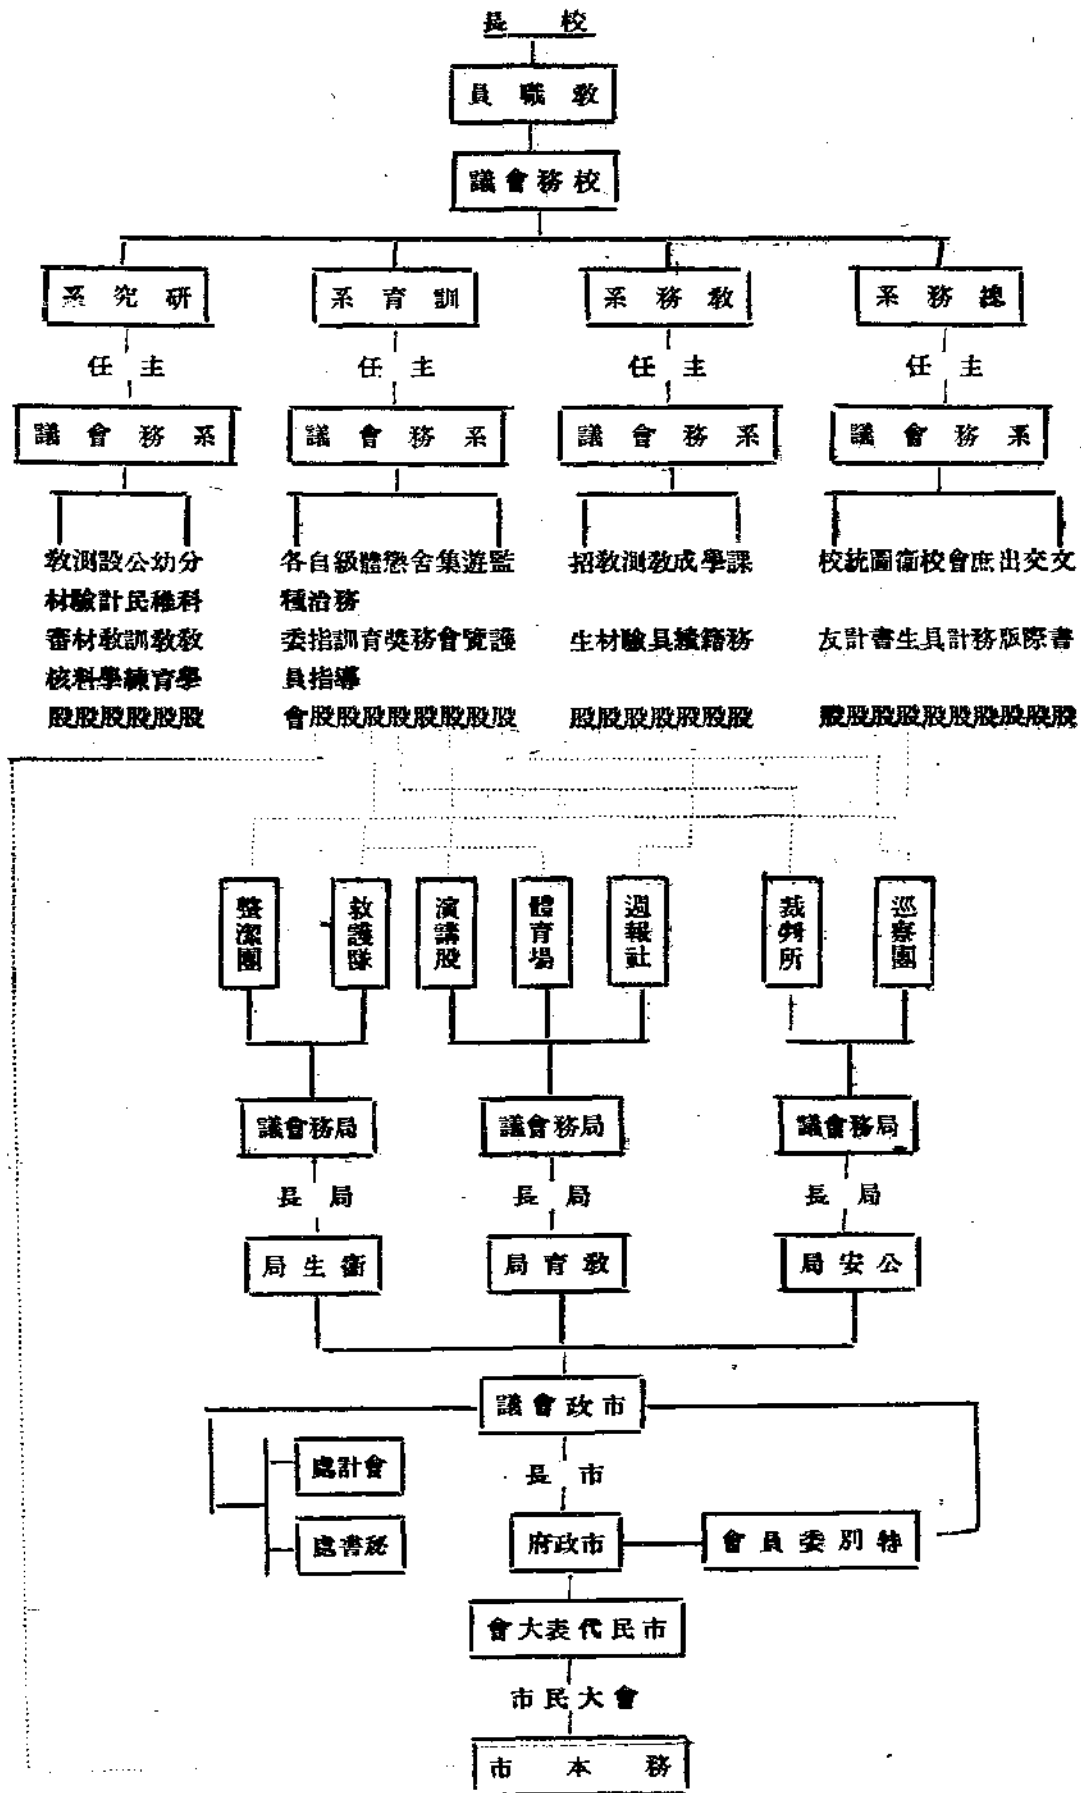 校長
教職員
校務會議
總務系
教務系
訓育系
研究系
主任
主任
主任
主任
系務會議
系務會議
系務會議
系務會議
文書股
交際股
出版股
庶務股
會計股
校具股
衞生股
圖書股
統計股
校友股
課務股
學籍股
成績股
教具股
測驗股
教材股
招生股
監護股
遊覽股
集會股
舍務股
懲獎股
體育股
級務訓導股
自治指指股
各種委員會
分科教學股
幼稚教育股
公民訓練股
設計教學股
測驗材料股
教材審核股
巡察團
裁判所
週報社
體育場
演講股
救護隊
整潔團
局務會議
局務會議
局務會議
局長
局長
局長
公安局
教育局
衞生局
市政會議
會計處
市長
秘書處
市政府
特別委員會
市民代表大會
市民大會
務本市